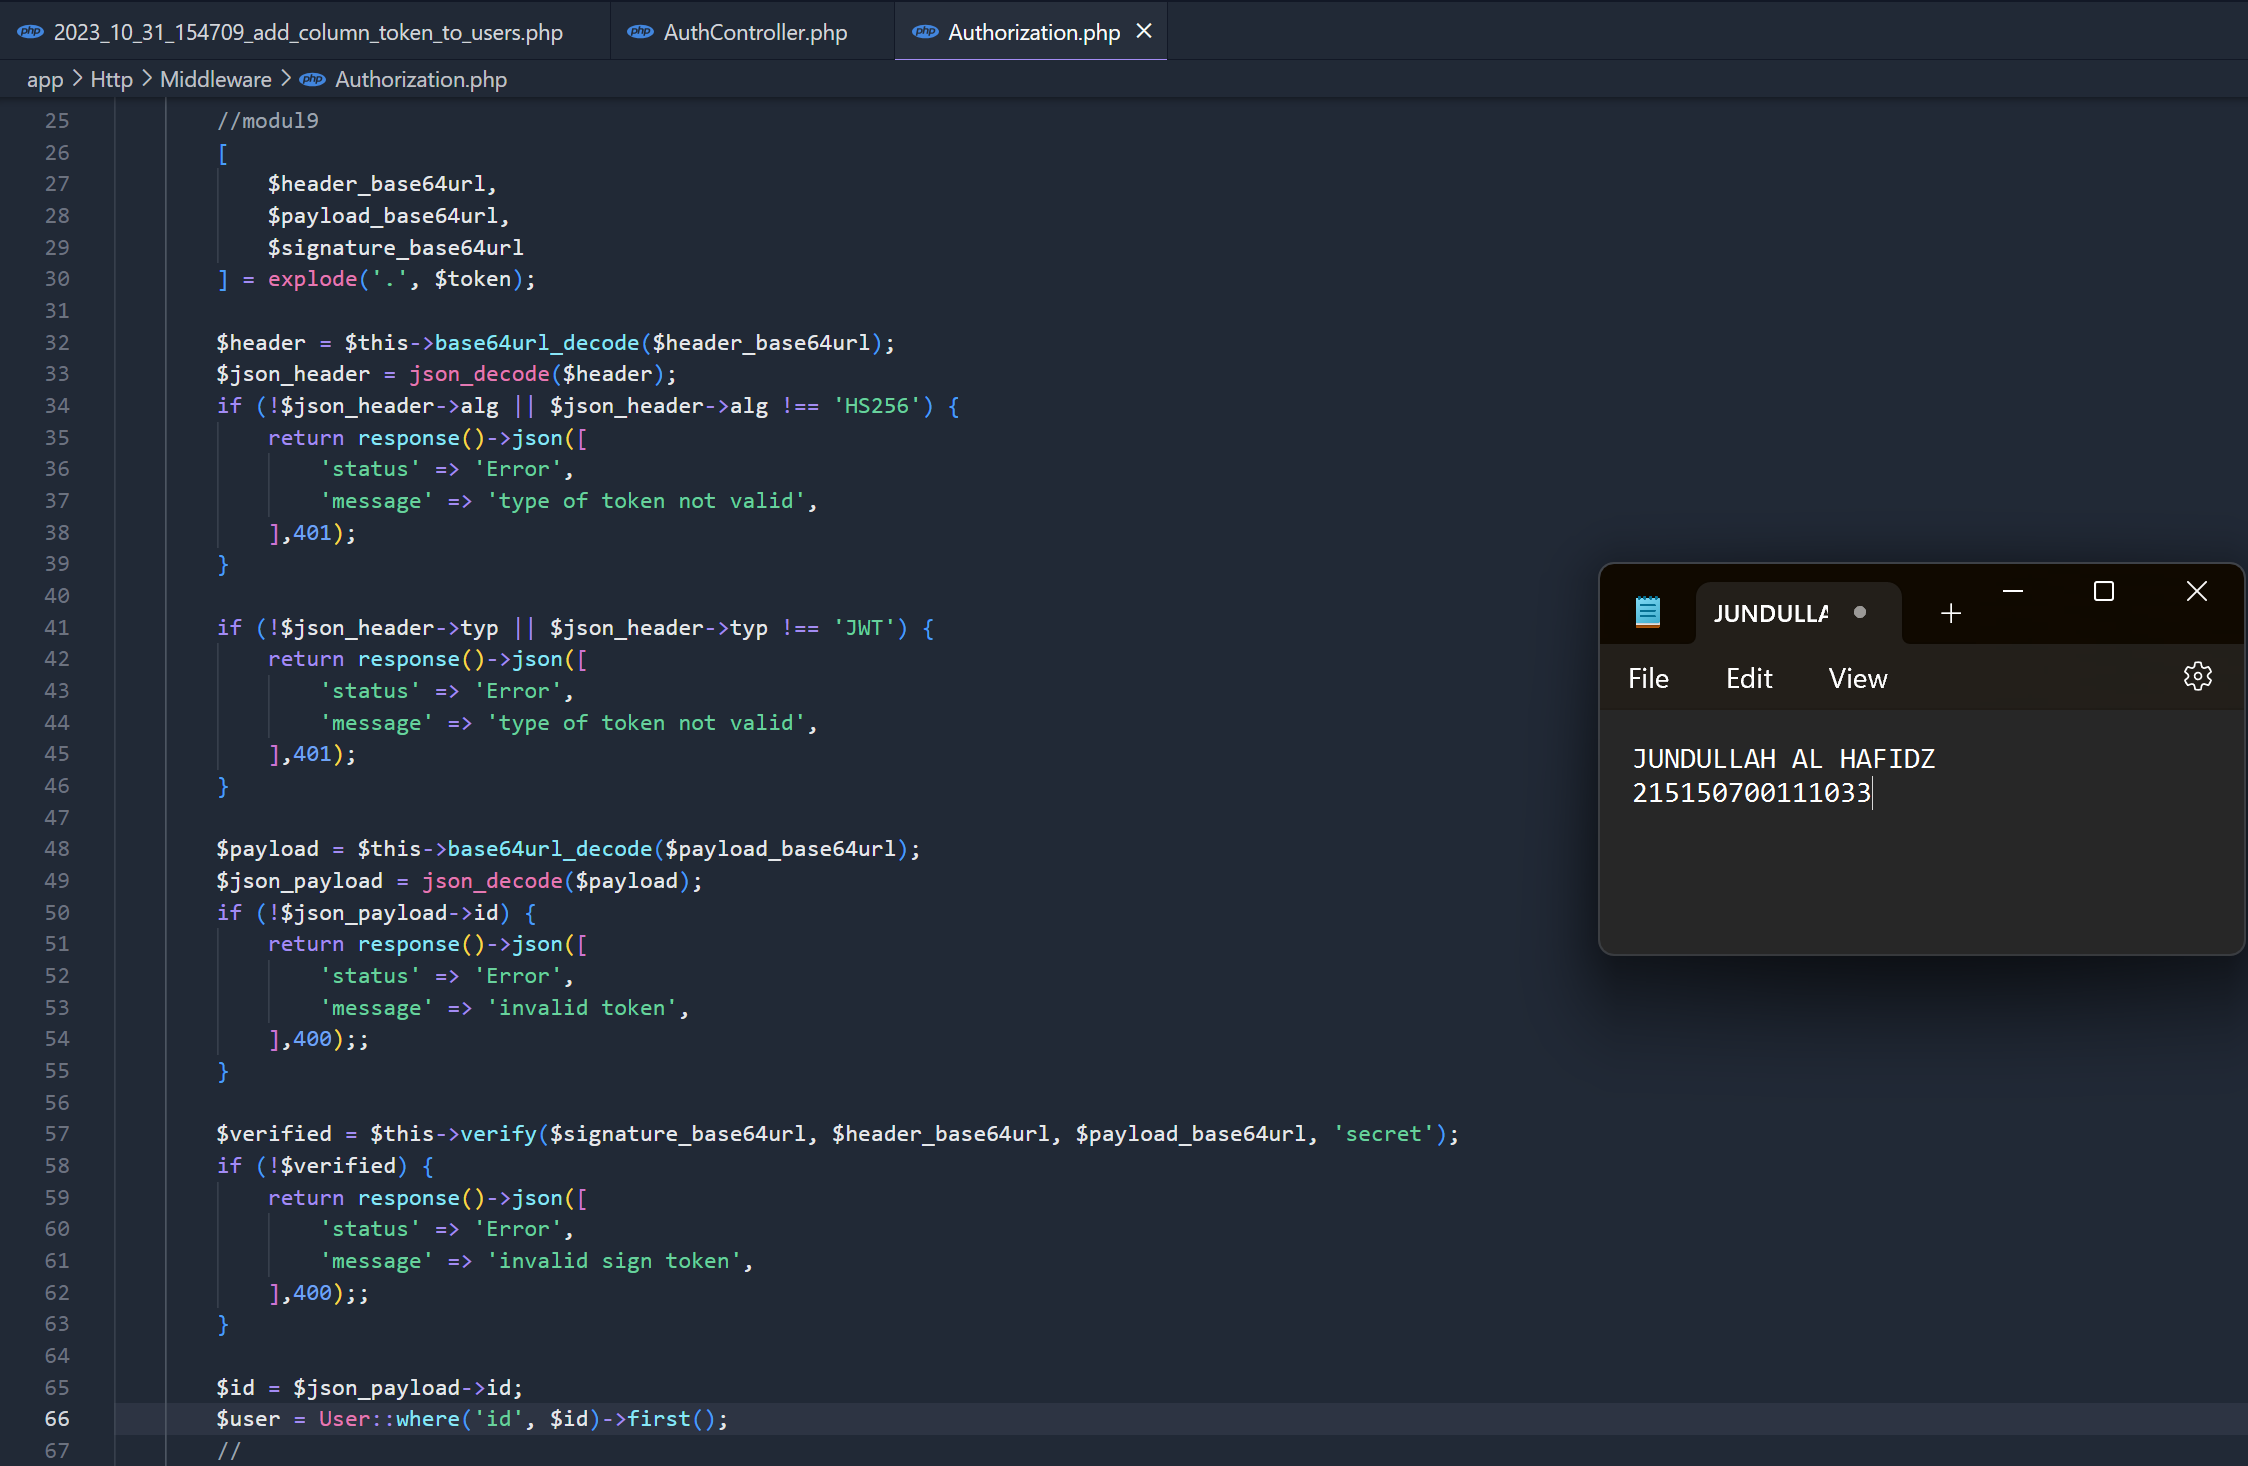 2023_10_31_154709_add_column_token_to_users.php
AuthController.php
Authorization.php
app > Http > Middleware > Authorization.php
25 //modul9
26 [
27 $header_base64url,
28 $payload_base64url,
29 $signature_base64url
30 ] = explode('.', $token);
31
32 $header = $this->base64url_decode($header_base64url);
33 $json_header = json_decode($header);
34 if (!$json_header->alg || $json_header->alg !== 'HS256') {
35 return response()->json([
36 'status' => 'Error',
37 'message' => 'type of token not valid',
38 ],401);
39 }
40
41 if (!$json_header->typ || $json_header->typ !== 'JWT') {
42 return response()->json([
43 'status' => 'Error',
44 'message' => 'type of token not valid',
45 ],401);
46 }
47
48 $payload = $this->base64url_decode($payload_base64url);
49 $json_payload = json_decode($payload);
50 if (!$json_payload->id) {
51 return response()->json([
52 'status' => 'Error',
53 'message' => 'invalid token',
54 ],400);;
55 }
56
57 $verified = $this->verify($signature_base64url, $header_base64url, $payload_base64url, 'secret');
58 if (!$verified) {
59 return response()->json([
60 'status' => 'Error',
61 'message' => 'invalid sign token',
62 ],400);;
63 }
64
65 $id = $json_payload->id;
66 $user = User::where('id', $id)->first();
67 //
JUNDULLA
File Edit View
JUNDULLAH AL HAFIDZ
215150700111033